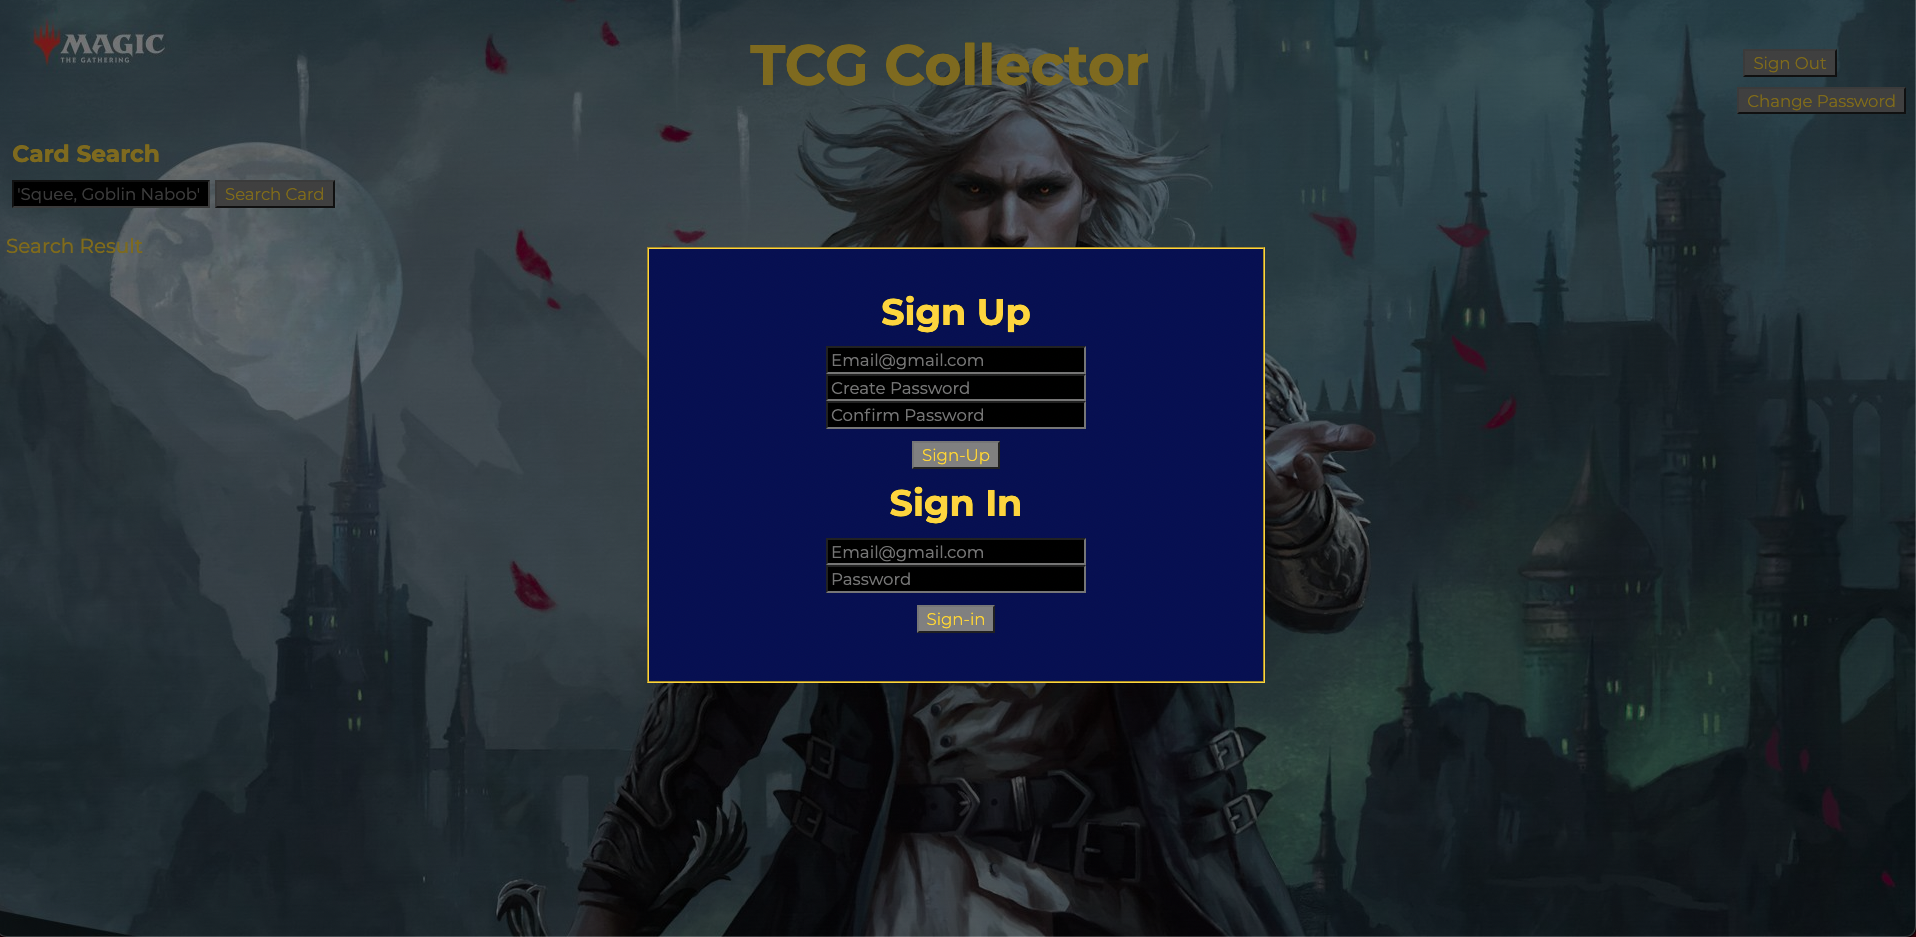 MAGIC
THE GATHERING
TCG Collector
Sign Out
Change Password
Card Search
'Squee, Goblin Nabob'
Search Card
Search Result
Sign Up
Email@gmail.com
Create Password
Confirm Password
Sign-Up
Sign In
Email@gmail.com
Password
Sign-in